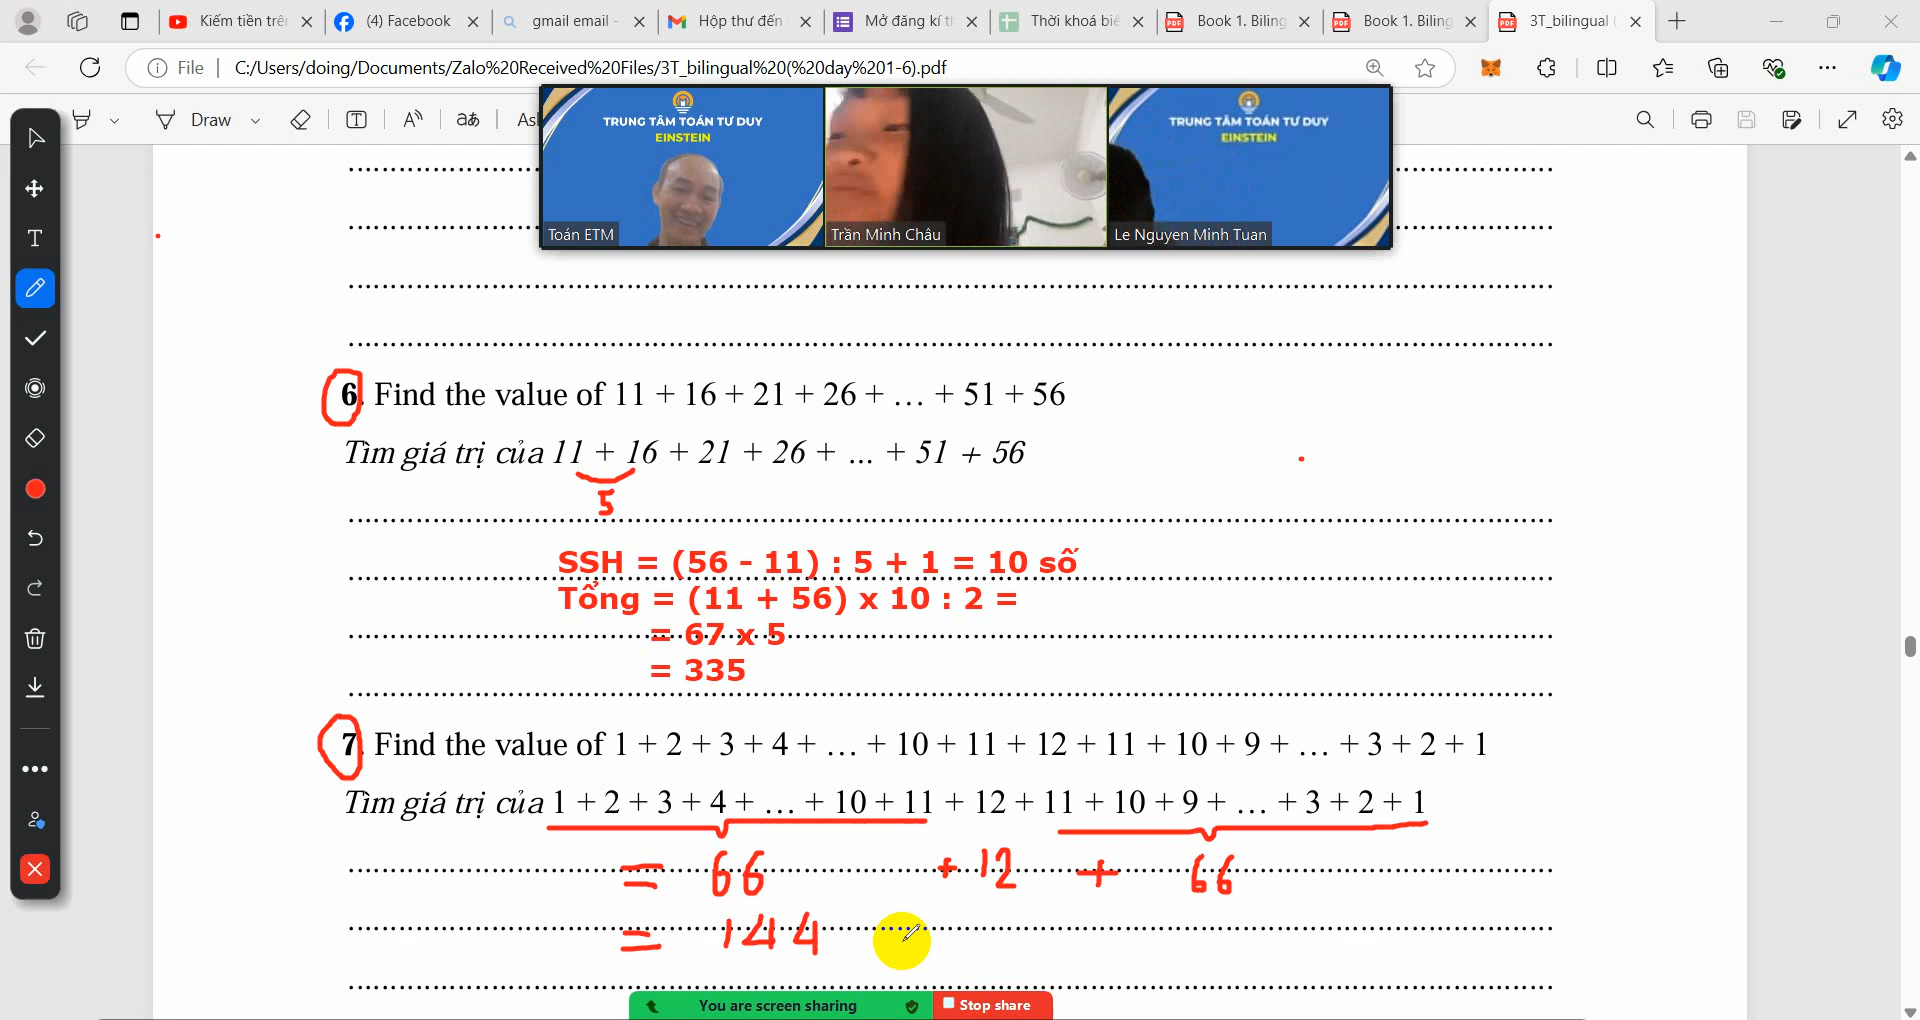 Kiếm tiền trê
(4) Facebook
gmail email -
Hộp thư đến
Mở đăng kí t
Thời khoá biê
Book 1. Biling
Book 1. Biling
3T_bilingual (
File
C:/Users/doing/Documents/Zalo%20Received%20Files/3T_bilingual%20(%20day%201-6).pdf
Draw
aあ
As
TRUNG TÂM TOÁN TƯ DUY
EINSTEIN
Toán ETM
Trần Minh Châu
TRUNG TÂM TOÁN TƯ DUY
EINSTEIN
Le Nguyen Minh Tuan
6. Find the value of 11 + 16 + 21 + 26 + … + 51 + 56
Tìm giá trị của 11 + 16 + 21 + 26 + ... + 51 + 56
5
SSH = (56 - 11) : 5 + 1 = 10 số
Tổng = (11 + 56) x 10 : 2 =
= 67 x 5
= 335
7. Find the value of 1 + 2 + 3 + 4 + … + 10 + 11 + 12 + 11 + 10 + 9 + … + 3 + 2 + 1
Tìm giá trị của 1 + 2 + 3 + 4 + … + 10 + 11 + 12 + 11 + 10 + 9 + … + 3 + 2 + 1
= 66 + 12 + 66
= 144
You are screen sharing
Stop share